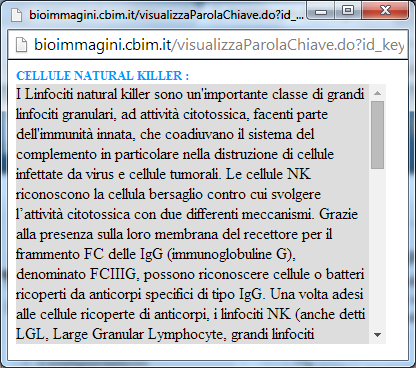 bioimmagini.cbim.it/visualizzaParolaChiave.do?id_...
bioimmagini.cbim.it/visualizzaParolaChiave.do?id_key
CELLULE NATURAL KILLER :
I Linfociti natural killer sono un'importante classe di grandi
linfociti granulari, ad attività citotossica, facenti parte
dell'immunità innata, che coadiuvano il sistema del
complemento in particolare nella distruzione di cellule
infettate da virus e cellule tumorali. Le cellule NK
riconoscono la cellula bersaglio contro cui svolgere
l’attività citotossica con due differenti meccanismi. Grazie
alla presenza sulla loro membrana del recettore per il
frammento FC delle IgG (immunoglobuline G),
denominato FCIIIG, possono riconoscere cellule o batteri
ricoperti da anticorpi specifici di tipo IgG. Una volta adesi
alle cellule ricoperte di anticorpi, i linfociti NK (anche detti
LGL, Large Granular Lymphocyte, grandi linfociti